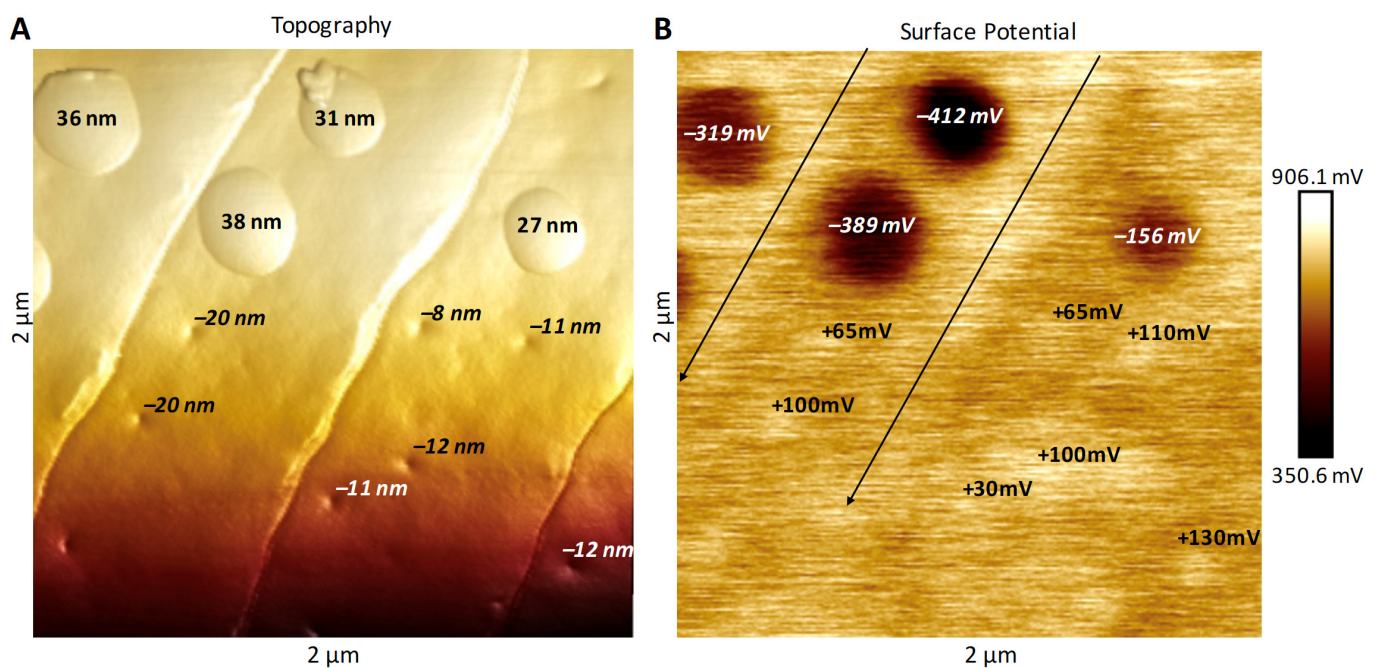 A
Topography
36 nm
31 nm
38 nm
27 nm
–20 nm
–8 nm
–11 nm
–20 nm
–12 nm
–11 nm
–12 nm
2 µm
2 µm
B
Surface Potential
–319 mV
–412 mV
–389 mV
–156 mV
+65mV
+65mV
+110mV
+100mV
+100mV
+30mV
+130mV
2 µm
2 µm
906.1 mV
350.6 mV